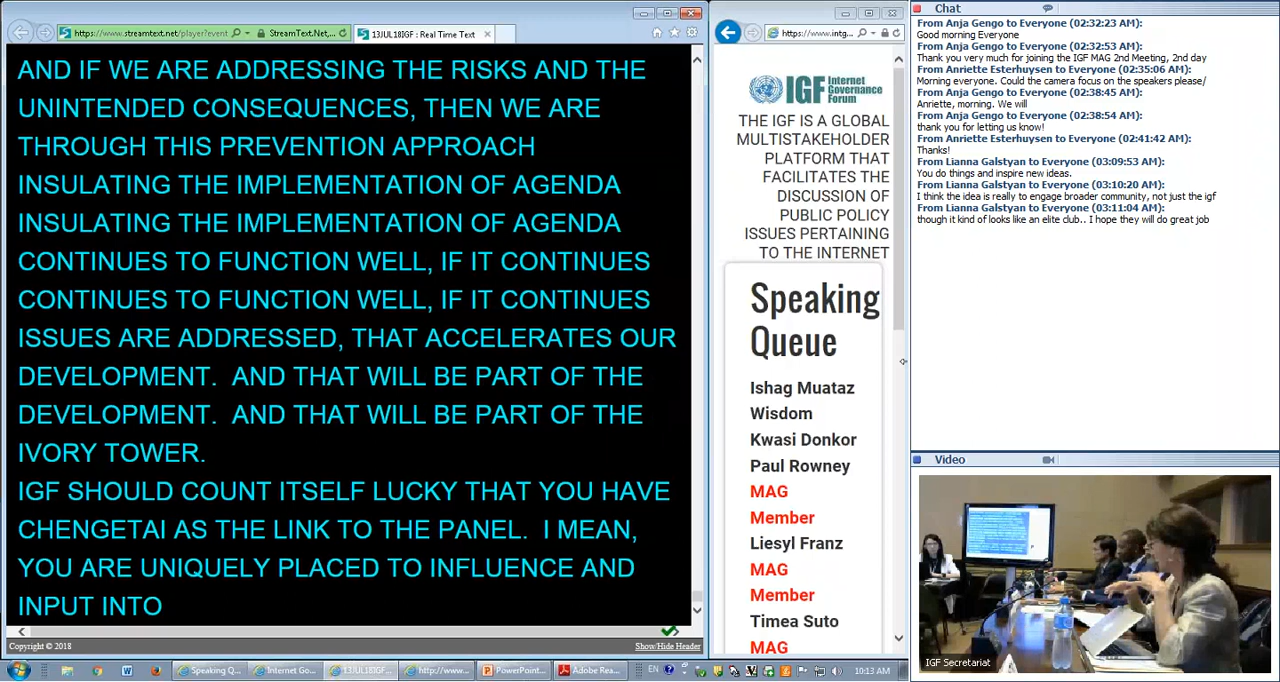 https://www.streamtext.net/player?event
StreamText.Net,...
13JUL18IGF : Real Time Text
AND IF WE ARE ADDRESSING THE RISKS AND THE
UNINTENDED CONSEQUENCES, THEN WE ARE
THROUGH THIS PREVENTION APPROACH
INSULATING THE IMPLEMENTATION OF AGENDA
INSULATING THE IMPLEMENTATION OF AGENDA
CONTINUES TO FUNCTION WELL, IF IT CONTINUES
CONTINUES TO FUNCTION WELL, IF IT CONTINUES
ISSUES ARE ADDRESSED, THAT ACCELERATES OUR
DEVELOPMENT.  AND THAT WILL BE PART OF THE
DEVELOPMENT.  AND THAT WILL BE PART OF THE
IVORY TOWER.
IGF SHOULD COUNT ITSELF LUCKY THAT YOU HAVE
CHENGETAI AS THE LINK TO THE PANEL.  I MEAN,
YOU ARE UNIQUELY PLACED TO INFLUENCE AND
INPUT INTO
Copyright © 2018
Show/Hide Header
https://www.intg
IGF Internet
Governance
Forum
THE IGF IS A GLOBAL
MULTISTAKEHOLDER
PLATFORM THAT
FACILITATES THE
DISCUSSION OF
PUBLIC POLICY
ISSUES PERTAINING
TO THE INTERNET
Speaking
Queue
Ishag Muataz
Wisdom
Kwasi Donkor
Paul Rowney
MAG
Member
Liesyl Franz
MAG
Member
Timea Suto
MAG
Chat
From Anja Gengo to Everyone (02:32:23 AM):
Good morning Everyone
From Anja Gengo to Everyone (02:32:53 AM):
Thank you very much for joining the IGF MAG 2nd Meeting, 2nd day
From Anriette Esterhuysen to Everyone (02:35:06 AM):
Morning everyone. Could the camera focus on the speakers please/
From Anja Gengo to Everyone (02:38:45 AM):
Anriette, morning. We will
From Anja Gengo to Everyone (02:38:54 AM):
thank you for letting us know!
From Anriette Esterhuysen to Everyone (02:41:42 AM):
Thanks!
From Lianna Galstyan to Everyone (03:09:53 AM):
You do things and inspire new ideas.
From Lianna Galstyan to Everyone (03:10:20 AM):
I think the idea is really to engage broader community, not just the igf
From Lianna Galstyan to Everyone (03:11:04 AM):
though it kind of looks like an elite club.. I hope they will do great job
Video
IGF Secretariat
Speaking Q...
Internet Go...
13JUL18IGF...
http://www...
PowerPoint...
Adobe Rea...
EN
10:13 AM